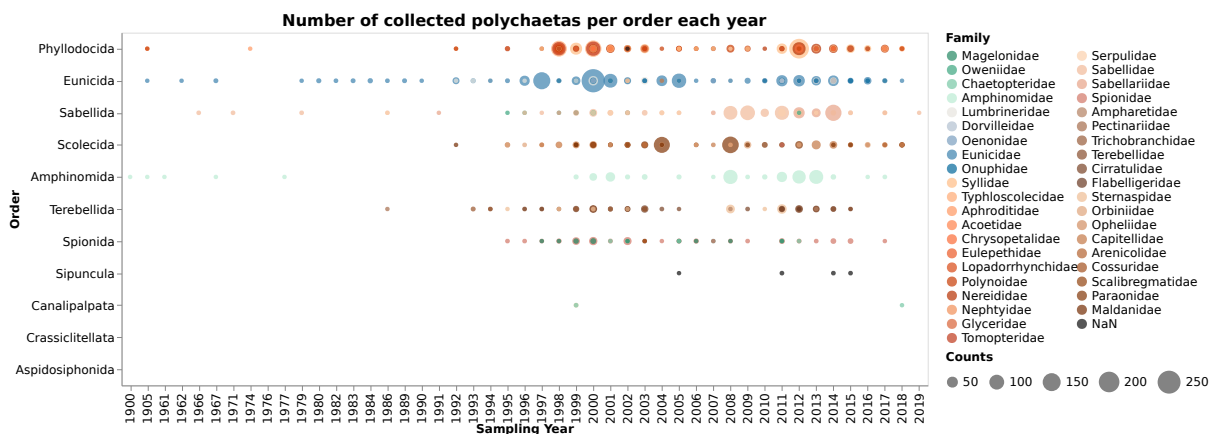 Number of collected polychaetas per order each year
Order
Phyllodocida
Eunicida
Sabellida
Scolecida
Amphinomida
Terebellida
Spionida
Sipuncula
Canalipalpata
Crassiclitellata
Aspidosiphonida
1900 1905 1961 1962 1966 1967 1971 1974 1976 1977 1979 1980 1982 1983 1984 1985 1986 1989 1990 1991 1992 1993 1994 1995 1996 1997 1998 1999 2000 2001 2002 2003 2004 2005 2006 2007 2008 2009 2010 2011 2012 2013 2014 2015 2016 2017 2018 2019
Sampling Year
Family
Magelonidae
Oweniidae
Chaetopteridae
Amphinomidae
Lumbrineridae
Dorvilleidae
Oenonidae
Eunicidae
Onuphidae
Syllidae
Typhloscolecidae
Aphroditidae
Acoetidae
Chrysopetalidae
Eulepethidae
Lopadorrhynchidae
Polynoidae
Nereididae
Nephtyidae
Glyceridae
Tomopteridae
Serpulidae
Sabellidae
Sabellariidae
Spionidae
Ampharetidae
Pectinariidae
Trichobranchidae
Terebellidae
Cirratulidae
Flabelligeridae
Sternaspidae
Orbiniidae
Opheliidae
Capitellidae
Arenicolidae
Cossuridae
Scalibregmatidae
Paraonidae
Maldanidae
NaN
Counts
50 100 150 200 250